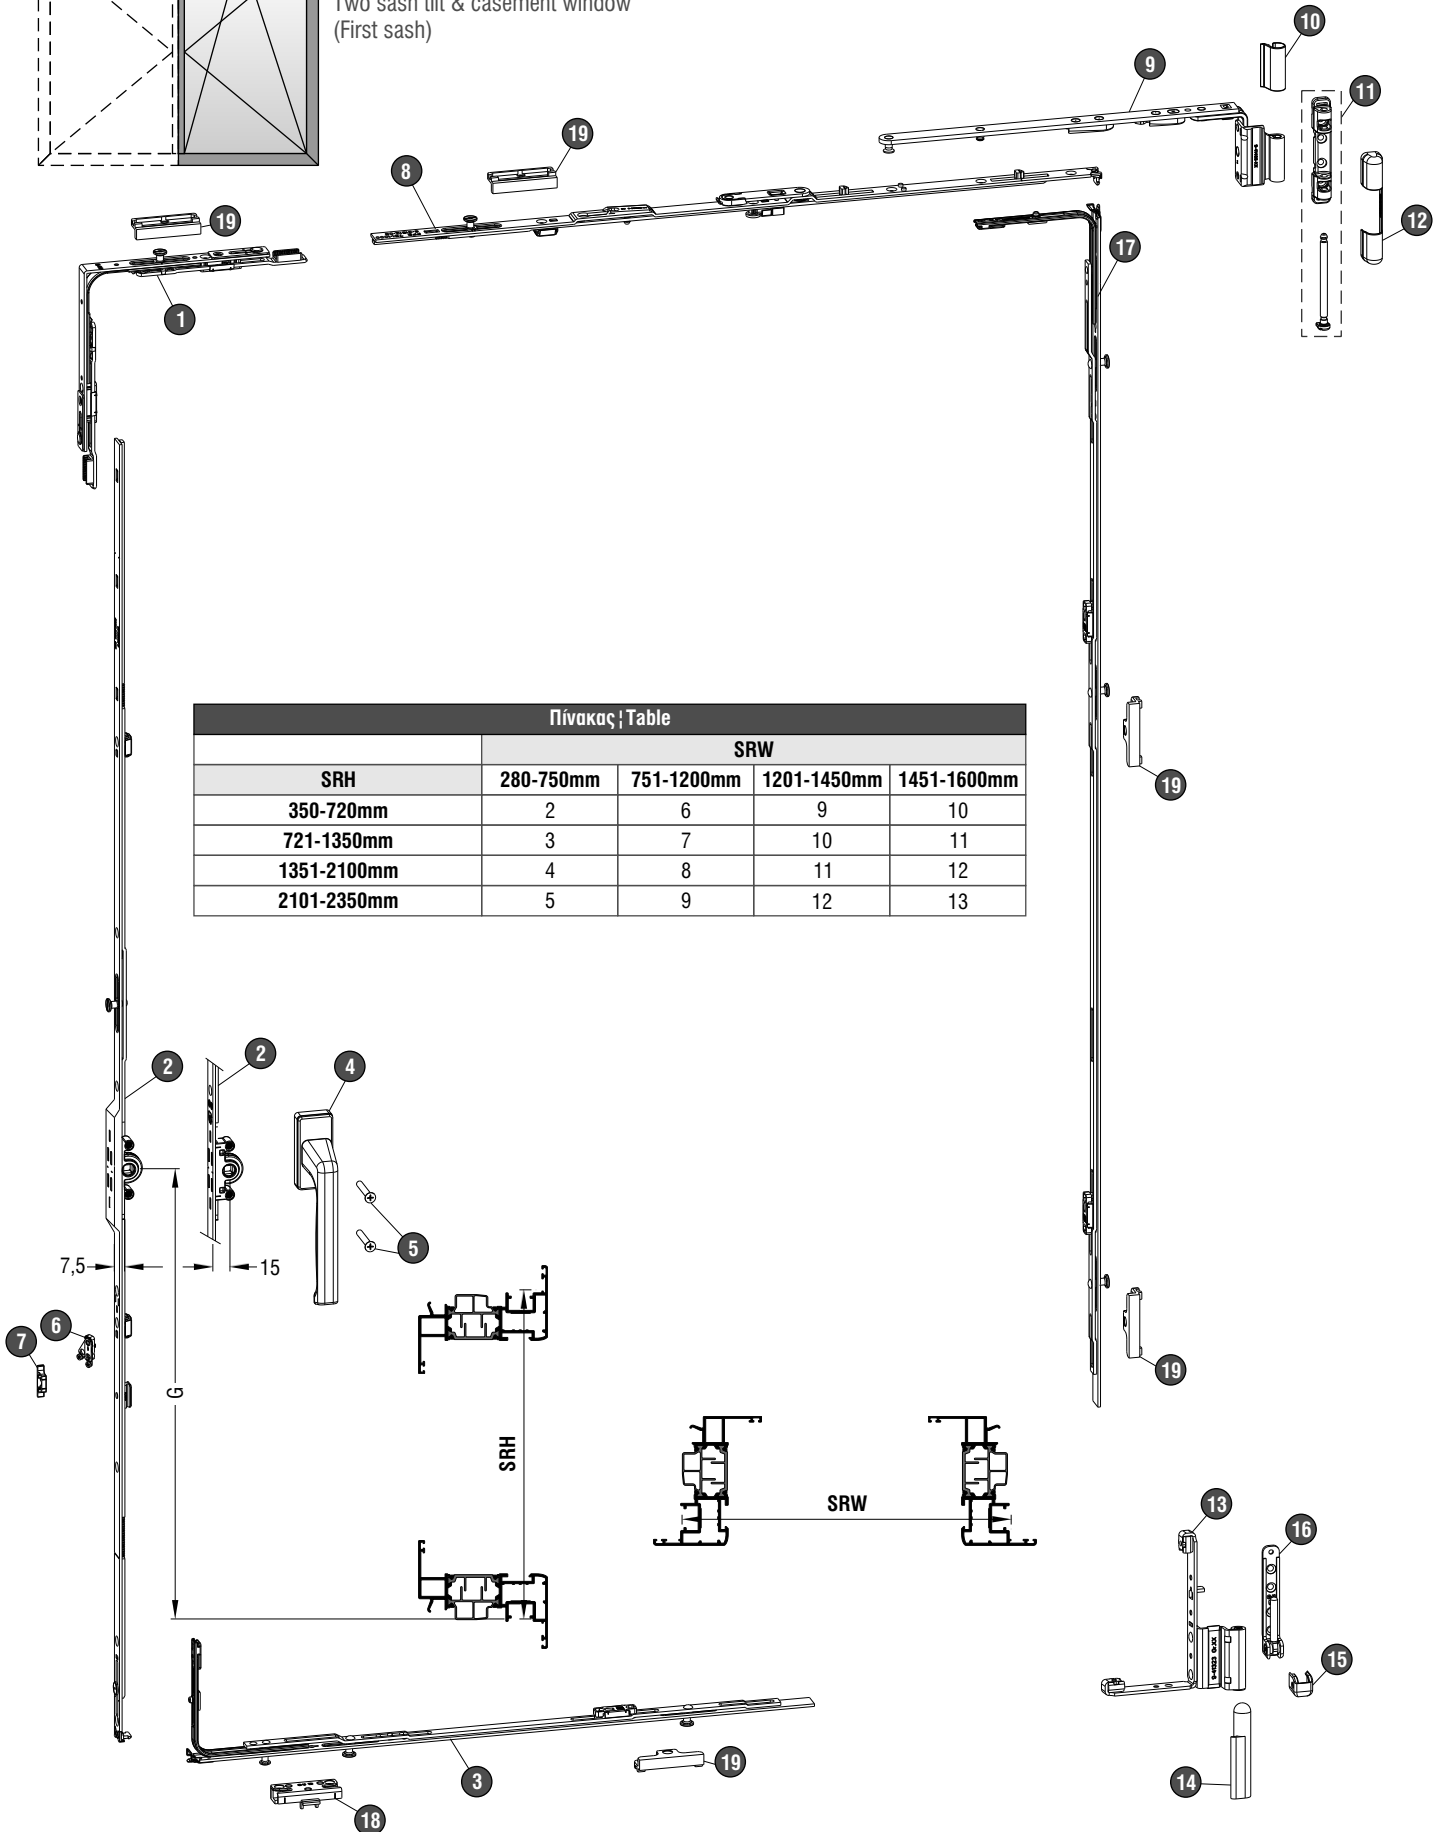 Two sash tilt & casement window
(First sash)
10
9
11
19
8
19
12
17
1
Πίνακας ¦ Table
SRW
SRH 280-750mm 751-1200mm 1201-1450mm 1451-1600mm
350-720mm 2 6 9 10
721-1350mm 3 7 10 11
1351-2100mm 4 8 11 12
2101-2350mm 5 9 12 13
19
2
2
4
5
7,5
15
6
7
G
SRH
19
SRW
13
16
15
14
3
19
18